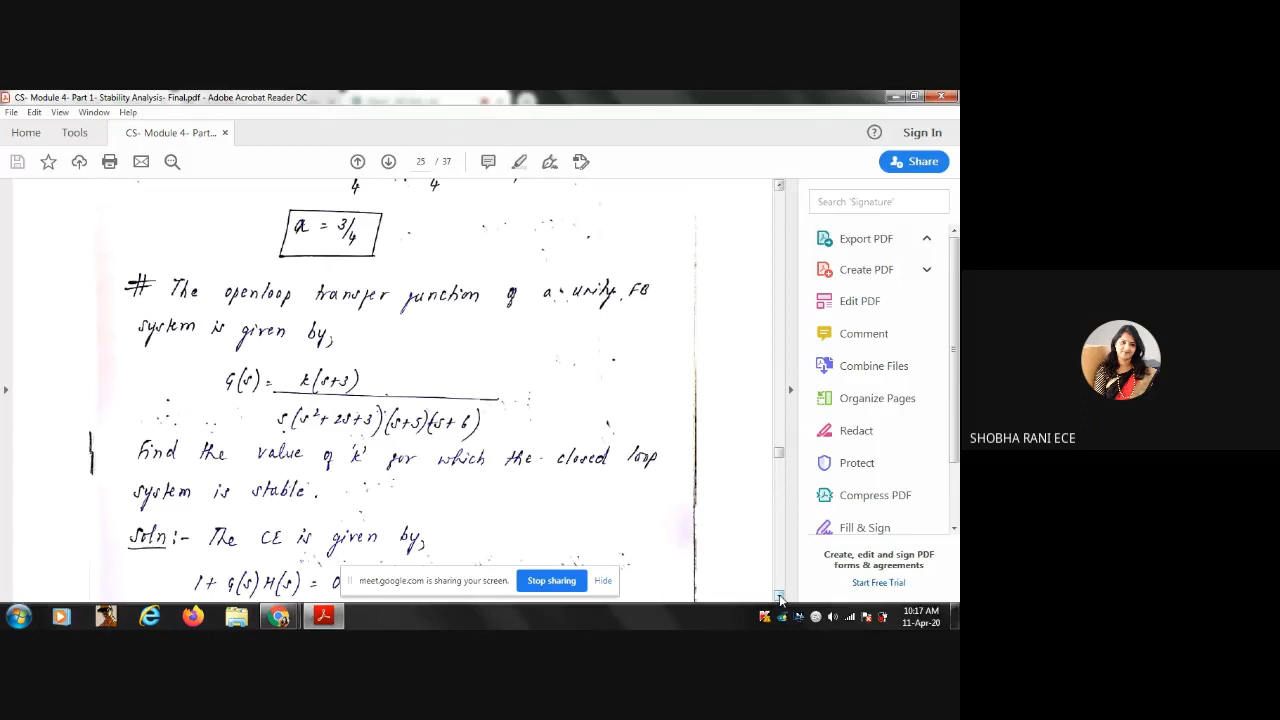 CS- Module 4- Part 1- Stability Analysis- Final.pdf - Adobe Acrobat Reader DC
File Edit View Window Help
Home Tools CS- Module 4- Part... × Sign In
25 / 37 Share
4 4
a = 3/4
# The openloop transfer function of a unity FB
system is given by,
G(s) = K(s+3)
s(s²+2s+3)(s+5)(s+6)
Find the value of 'k' for which the closed loop
system is stable.
Soln :- The CE is given by,
1 + G(s) H(s) = 0
meet.google.com is sharing your screen. Stop sharing Hide
Search 'Signature'
Export PDF
Create PDF
Edit PDF
Comment
Combine Files
Organize Pages
Redact
Protect
Compress PDF
Fill & Sign
Create, edit and sign PDF
forms & agreements
Start Free Trial
10:17 AM
11-Apr-20
SHOBHA RANI ECE